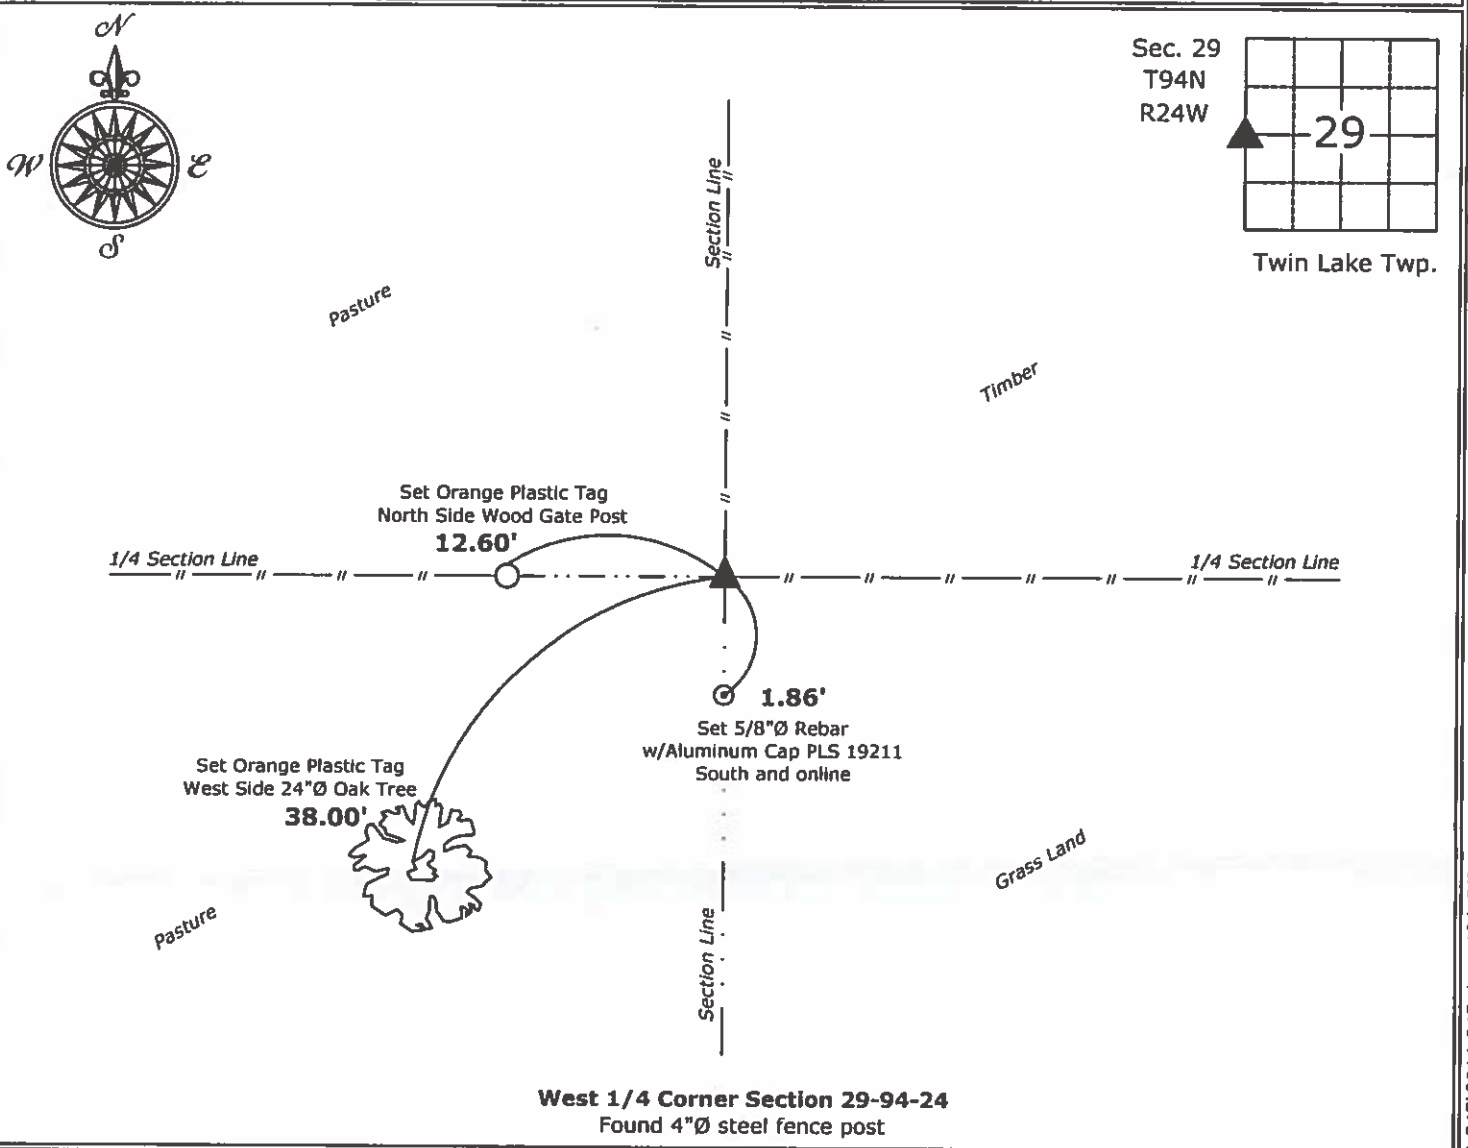 N
W
E
S
Sec. 29
T94N
R24W
29
Twin Lake Twp.
Section Line
Pasture
Timber
Set Orange Plastic Tag
North Side Wood Gate Post
12.60'
1/4 Section Line
1/4 Section Line
1.86'
Set 5/8"Ø Rebar
w/Aluminum Cap PLS 19211
South and online
Set Orange Plastic Tag
West Side 24"Ø Oak Tree
38.00'
Grass Land
Pasture
Section Line
West 1/4 Corner Section 29-94-24
Found 4"Ø steel fence post